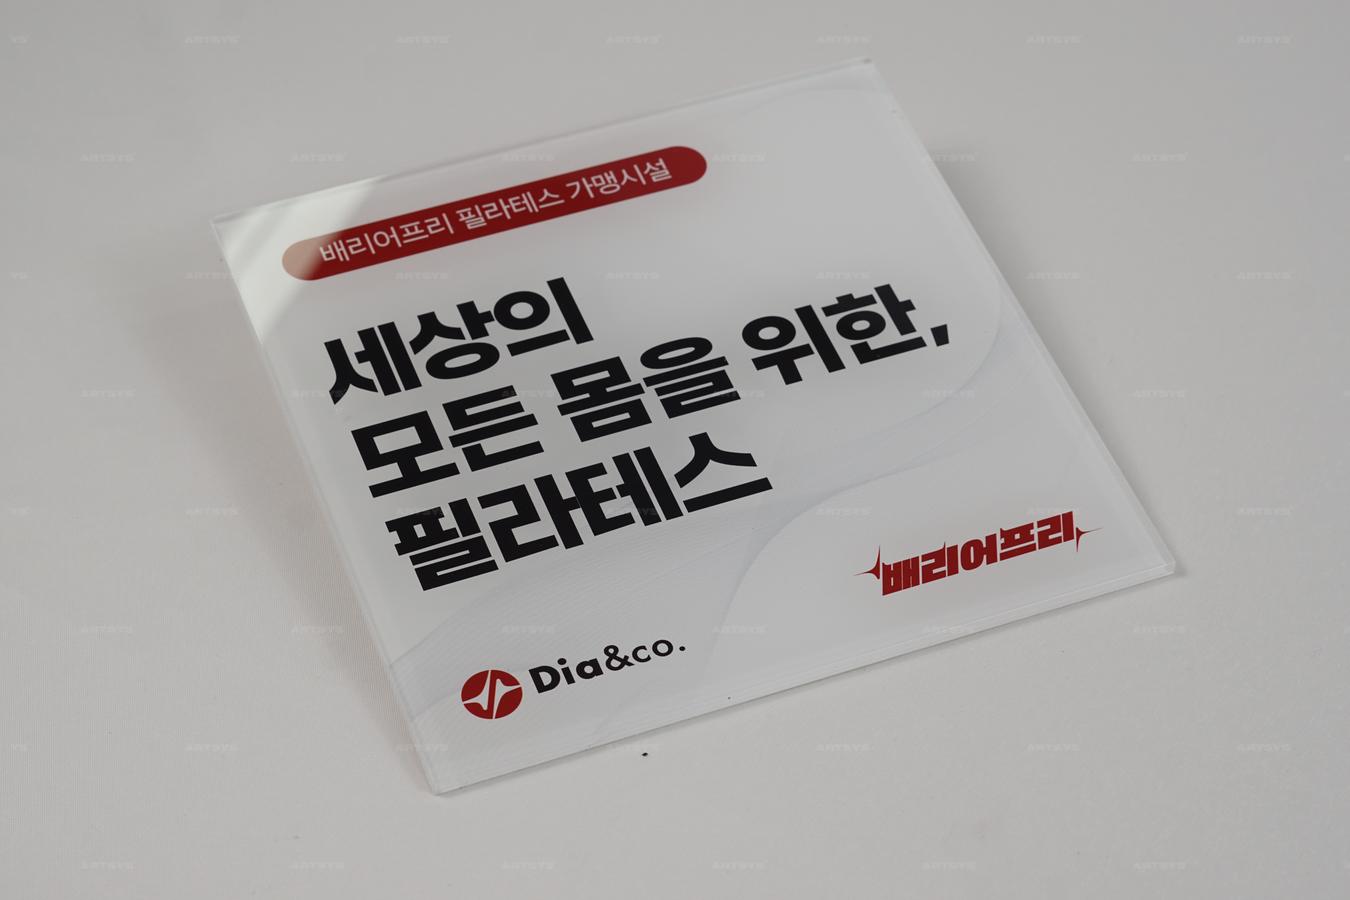 배리어프리 필라테스 가맹시설
세상의
모든 몸을 위한,
필라테스
배리어프리
Dia&co.
ARTSYS